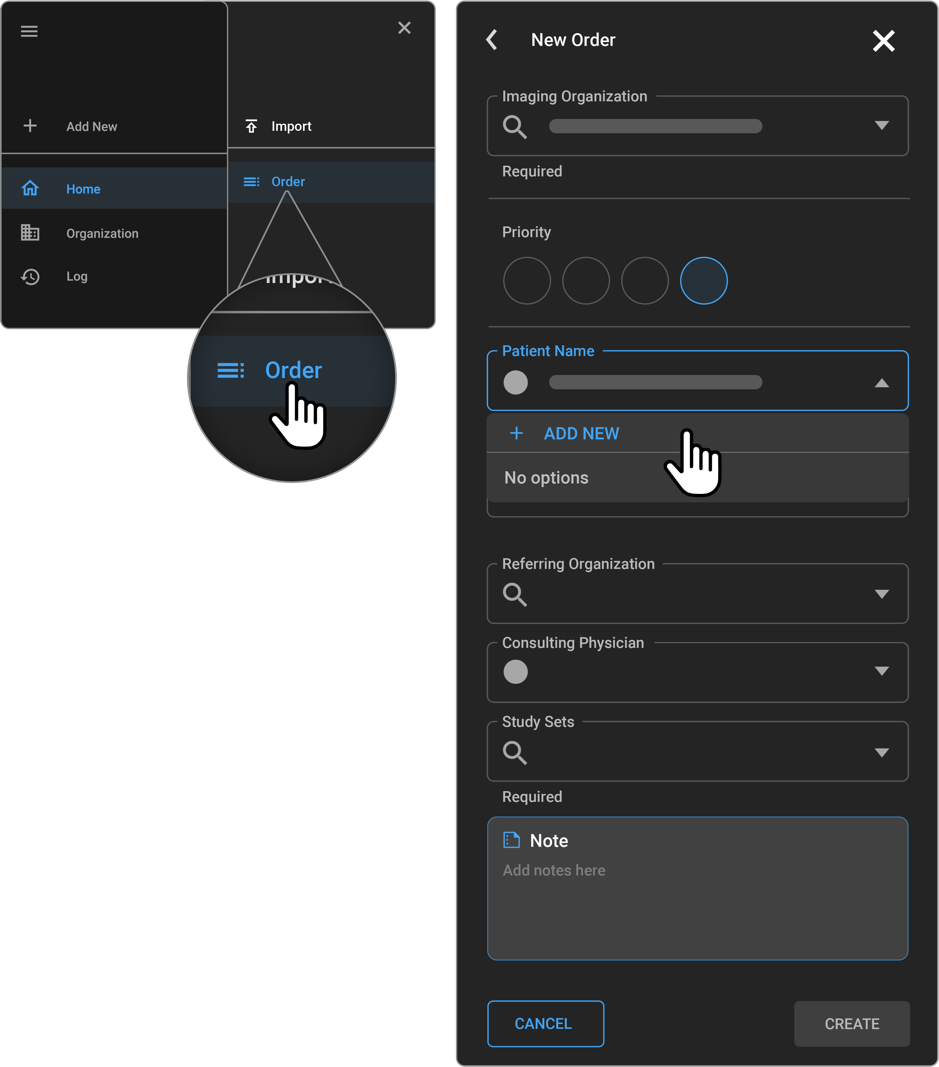 Add New
Home
Organization
Log
Import
Order
Import
Order
New Order
Imaging Organization
Required
Priority
Patient Name
ADD NEW
No options
Referring Organization
Consulting Physician
Study Sets
Required
Note
Add notes here
CANCEL
CREATE